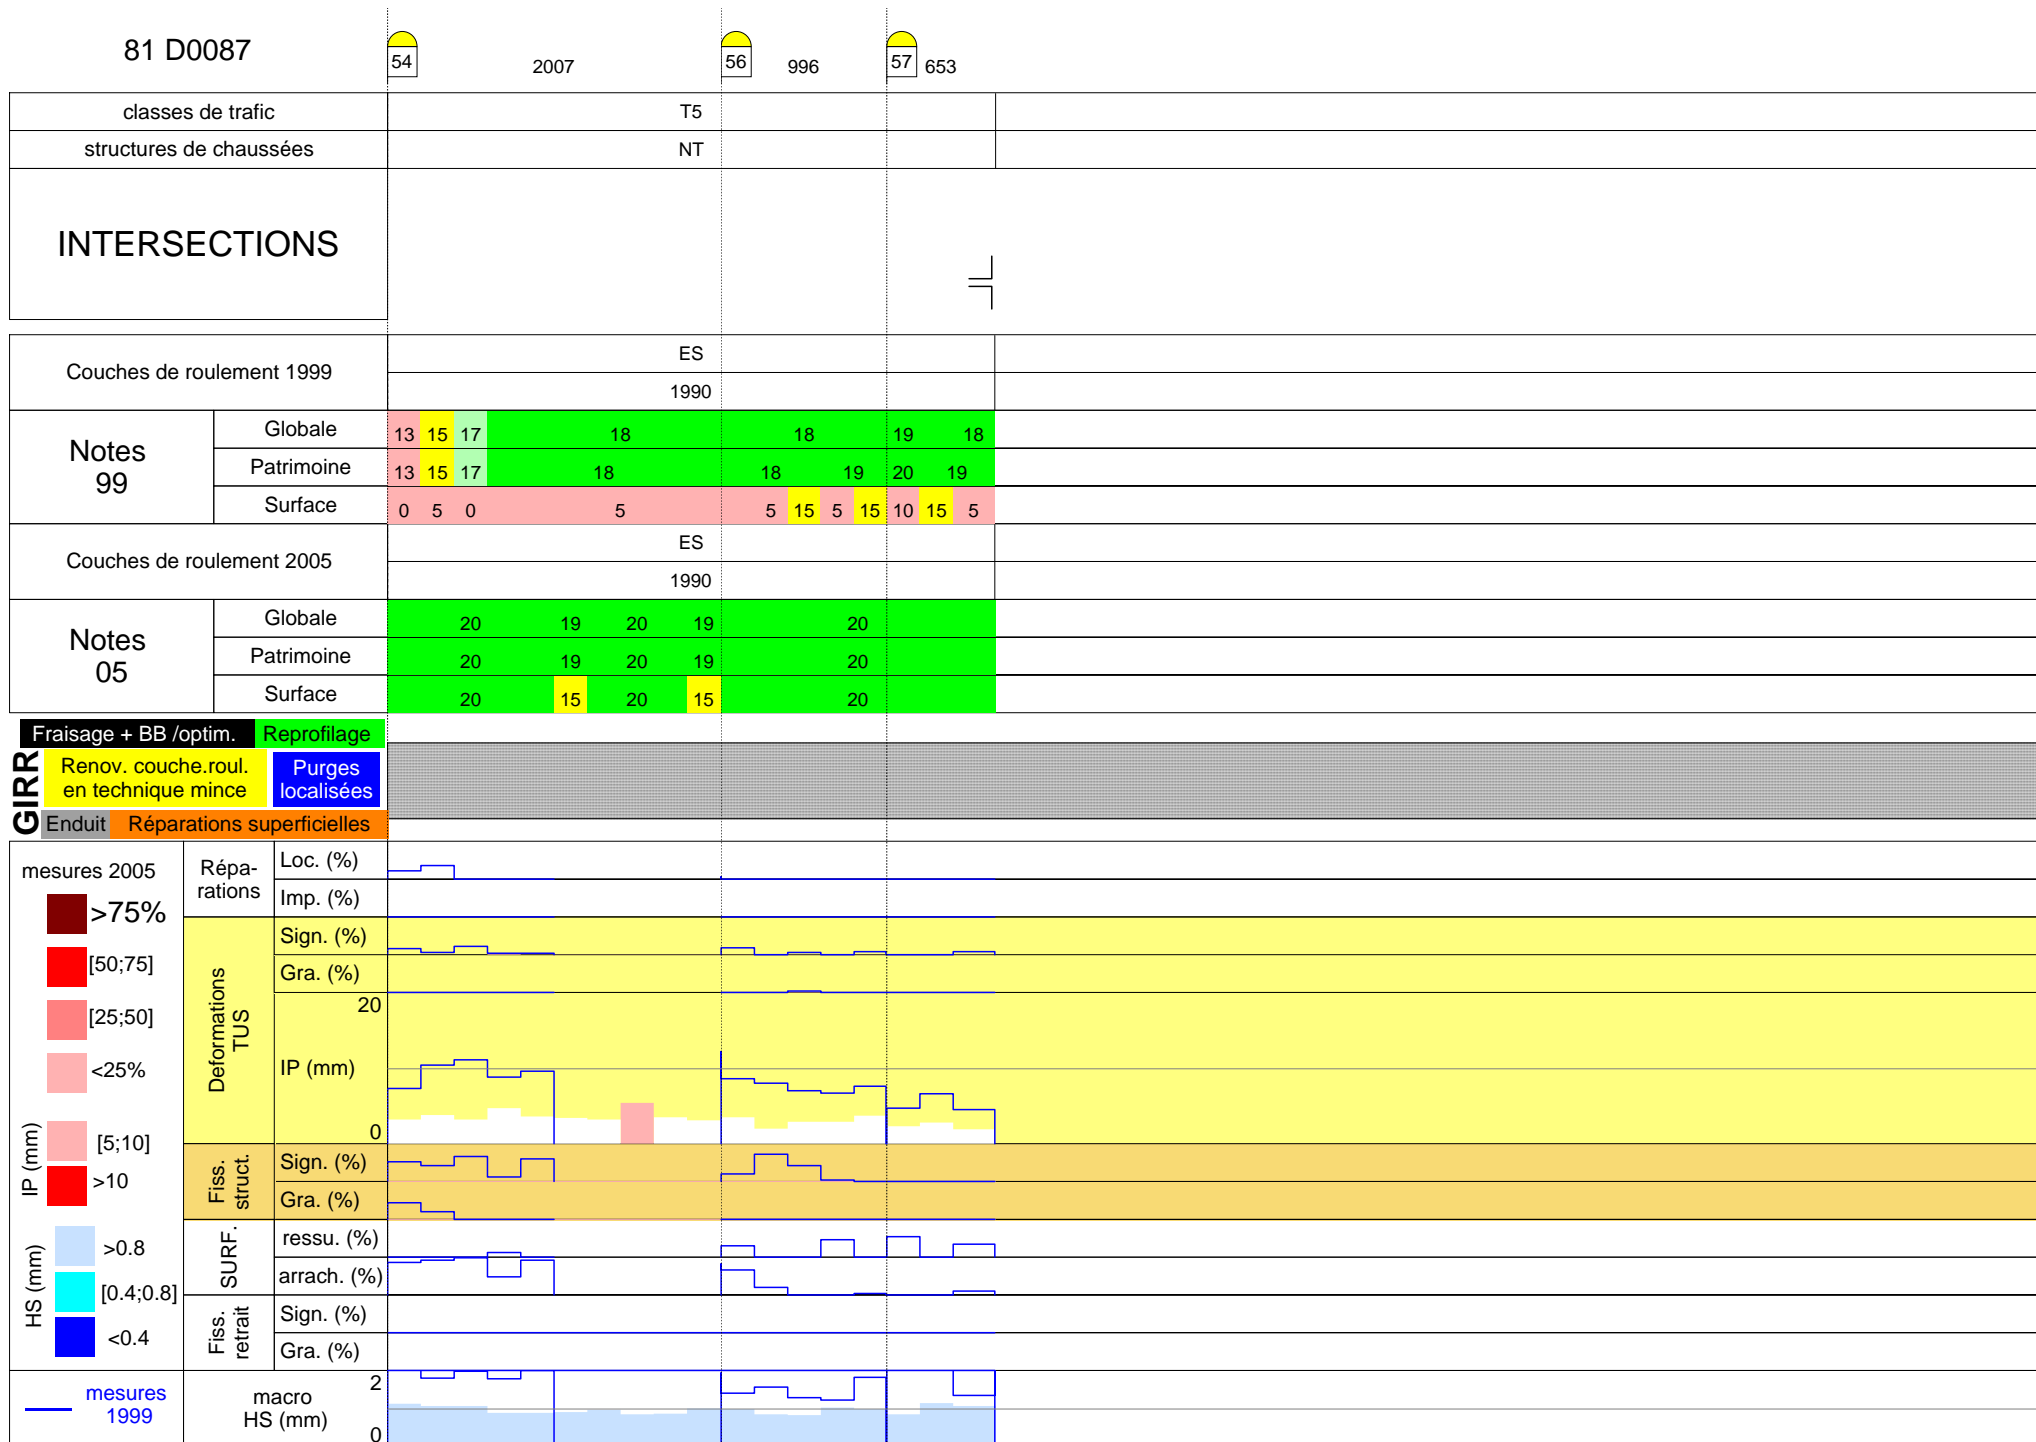 81 D0087
54 2007 56 996 57 653
classes de trafic T5
structures de chaussées NT
INTERSECTIONS
Couches de roulement 1999
ES
1990
Notes
99
Globale 13 15 17 18 18 19 18
Patrimoine 13 15 17 18 18 19 20 19
Surface 0 5 0 5 5 15 5 15 10 15 5
Couches de roulement 2005
ES
1990
Notes
05
Globale 20 19 20 19 20
Patrimoine 20 19 20 19 20
Surface 20 15 20 15 20
GIRR
Fraisage + BB /optim. Reprofilage
Renov. couche.roul.
en technique mince
Purges
localisées
Enduit Réparations superficielles
mesures 2005
>75%
[50;75]
[25;50]
<25%
IP (mm)
[5;10]
>10
HS (mm)
>0.8
[0.4;0.8]
<0.4
mesures
1999
Répa-
rations
Loc. (%)
Imp. (%)
Deformations
TUS
Sign. (%)
Gra. (%)
20
IP (mm)
0
Fiss.
struct.
Sign. (%)
Gra. (%)
SURF.
ressu. (%)
arrach. (%)
Fiss.
retrait
Sign. (%)
Gra. (%)
macro
HS (mm)
2
0